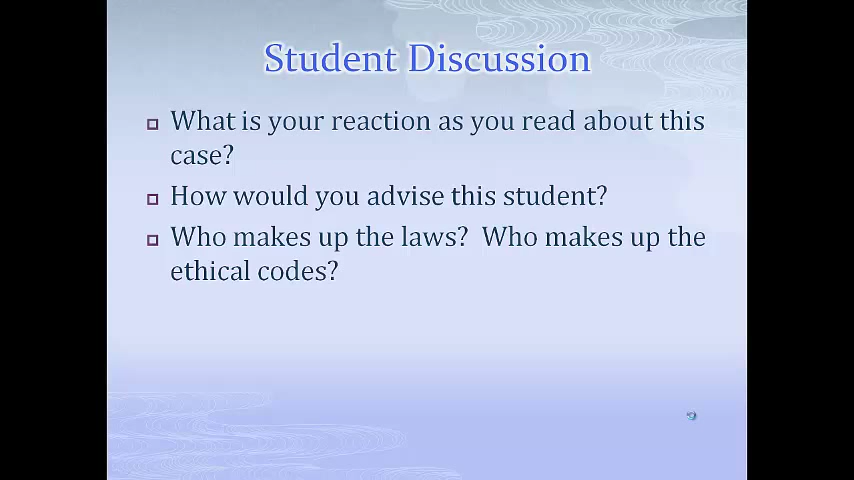 Student Discussion
What is your reaction as you read about this
case?
How would you advise this student?
Who makes up the laws?  Who makes up the
ethical codes?